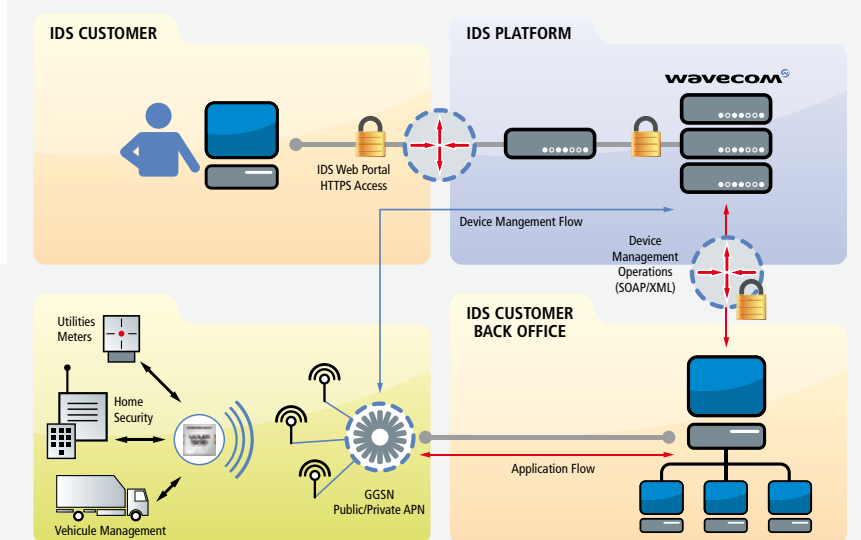 IDS CUSTOMER
IDS PLATFORM
wavecom
IDS Web Portal
HTTPS Access
Device Mangement Flow
Device
Management
Operations
(SOAP/XML)
Utilities
Meters
Home
Security
Vehicule Management
GGSN
Public/Private APN
IDS CUSTOMER
BACK OFFICE
Application Flow